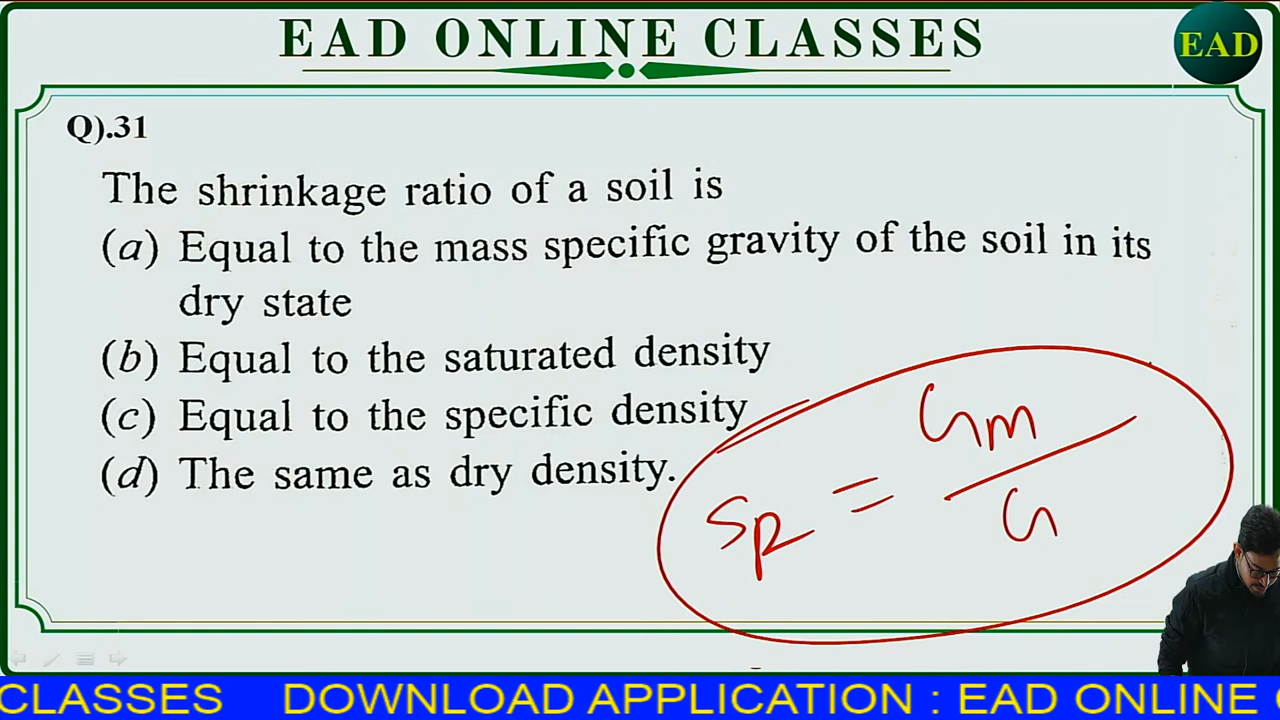 EAD ONLINE CLASSES
EAD
Q).31
The shrinkage ratio of a soil is
(a) Equal to the mass specific gravity of the soil in its
dry state
(b) Equal to the saturated density
(c) Equal to the specific density
(d) The same as dry density.
SR = Gm / G
CLASSES DOWNLOAD APPLICATION : EAD ONLINE